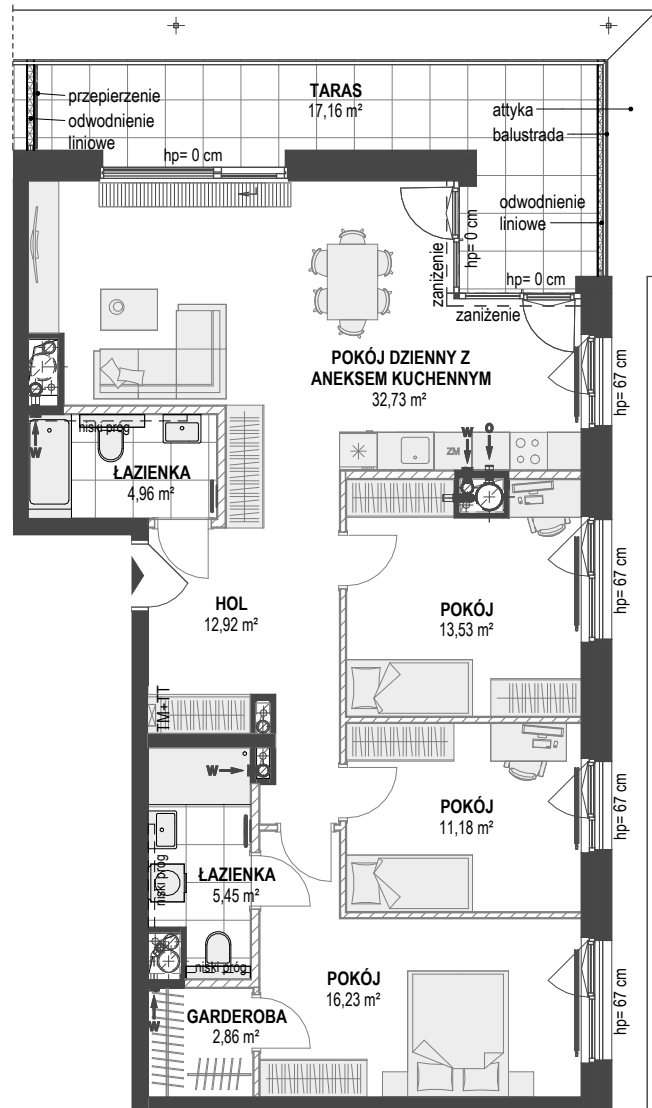 TARAS
17,16 m²
przepierzenie
odwodnienie
liniowe
attyka
balustrada
hp= 0 cm
odwodnienie
liniowe
hp= 0 cm
zaniżenie
hp= 0 cm
zaniżenie
POKÓJ DZIENNY Z
ANEKSEM KUCHENNYM
32,73 m²
hp= 67 cm
niski próg
W
W
O
ZM
ŁAZIENKA
4,96 m²
HOL
12,92 m²
POKÓJ
13,53 m²
hp= 67 cm
TM+TT
W
POKÓJ
11,18 m²
hp= 67 cm
niski próg
ŁAZIENKA
5,45 m²
niski próg
W
GARDEROBA
2,86 m²
POKÓJ
16,23 m²
hp= 67 cm